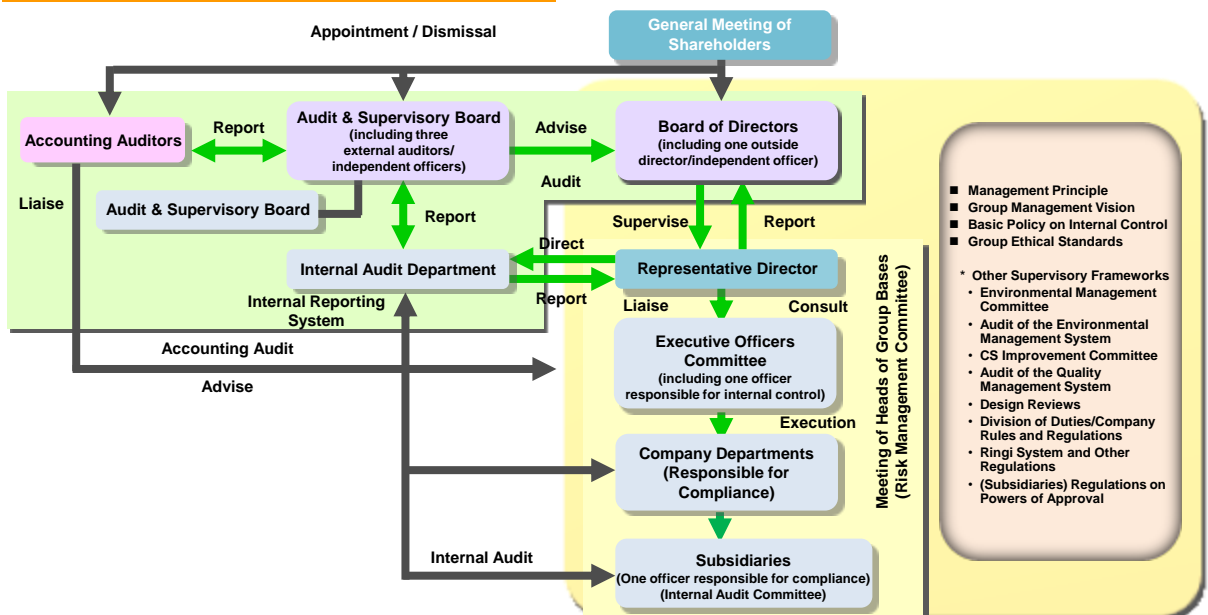 Appointment / Dismissal
General Meeting of
Shareholders
Accounting Auditors
Report
Audit & Supervisory Board
(including three
external auditors/
independent officers)
Advise
Board of Directors
(including one outside
director/independent officer)
Audit
Liaise
Audit & Supervisory Board
Report
Supervise
Report
Direct
Internal Audit Department
Representative Director
Report
Internal Reporting
System
Liaise
Consult
Accounting Audit
Advise
Executive Officers
Committee
(including one officer
responsible for internal control)
Execution
Company Departments
(Responsible for
Compliance)
Internal Audit
Subsidiaries
(One officer responsible for compliance)
(Internal Audit Committee)
Meeting of Heads of Group Bases
(Risk Management Committee)
■ Management Principle
■ Group Management Vision
■ Basic Policy on Internal Control
■ Group Ethical Standards
* Other Supervisory Frameworks
• Environmental Management
Committee
• Audit of the Environmental
Management System
• CS Improvement Committee
• Audit of the Quality
Management System
• Design Reviews
• Division of Duties/Company
Rules and Regulations
• Ringi System and Other
Regulations
• (Subsidiaries) Regulations on
Powers of Approval